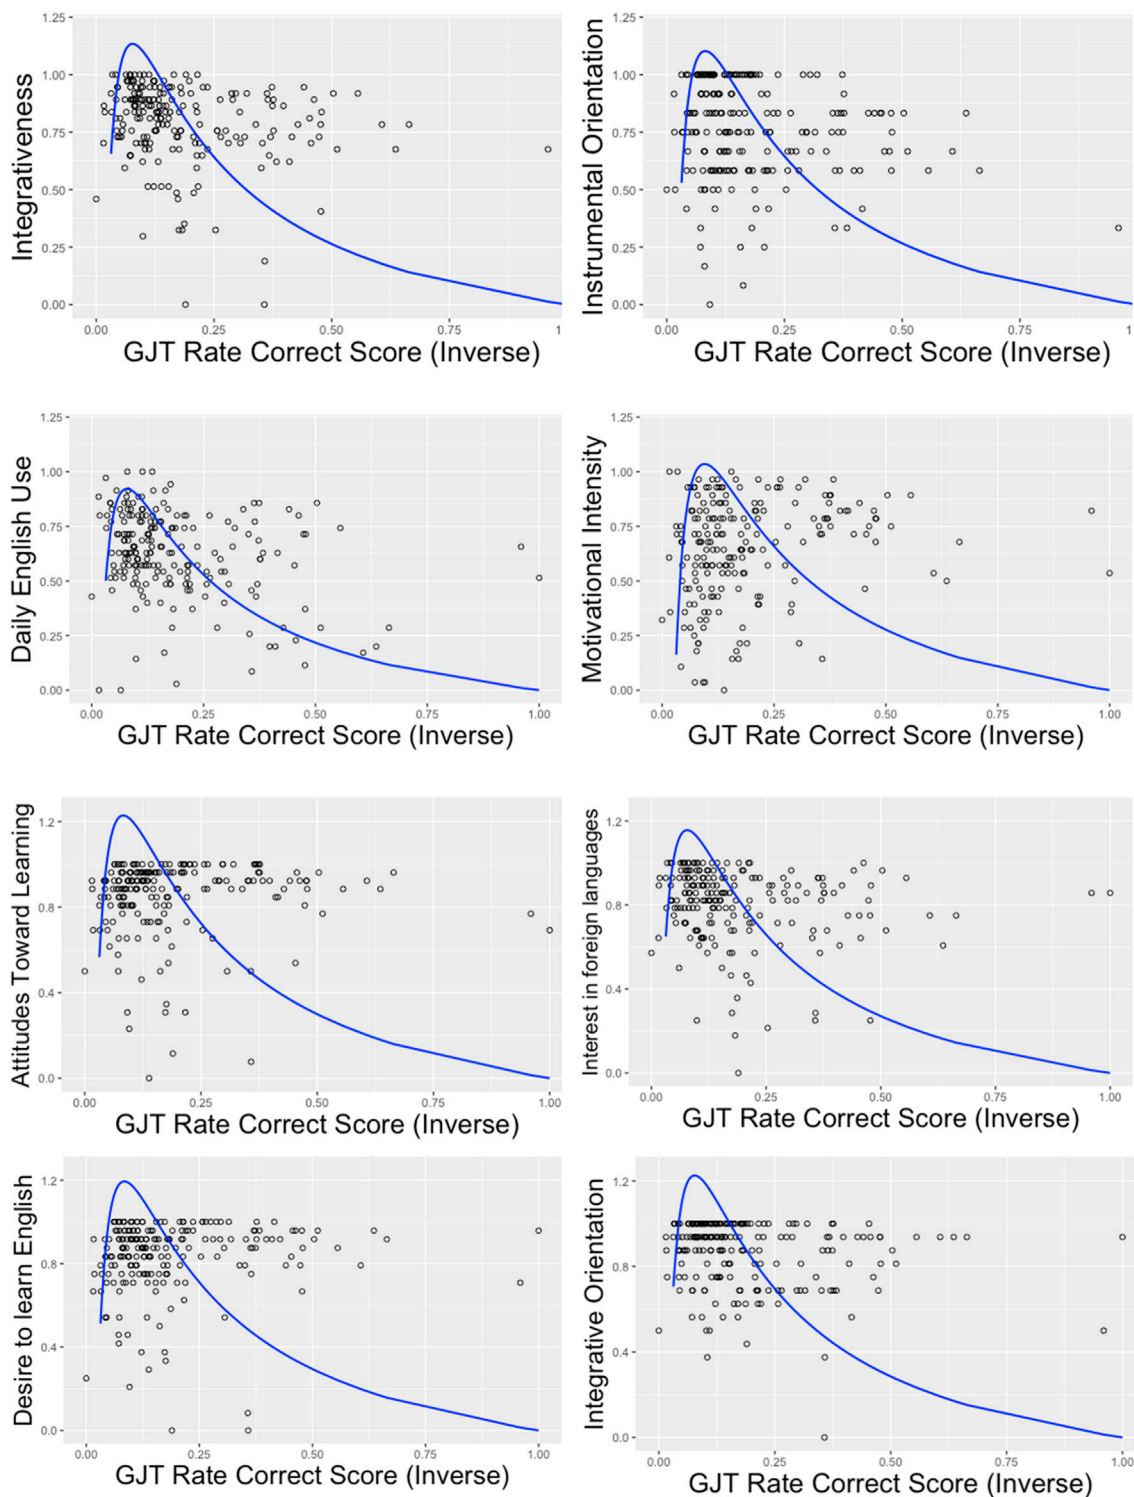 Integrativeness
1.25
1.00
0.75
0.50
0.25
0.00
0.00 0.25 0.50 0.75 1
GJT Rate Correct Score (Inverse)
Instrumental Orientation
1.25
1.00
0.75
0.50
0.25
0.00
0.00 0.25 0.50 0.75 1
GJT Rate Correct Score (Inverse)
Daily English Use
1.25
1.00
0.75
0.50
0.25
0.00
0.00 0.25 0.50 0.75 1.00
GJT Rate Correct Score (Inverse)
Motivational Intensity
1.25
1.00
0.75
0.50
0.25
0.00
0.00 0.25 0.50 0.75 1.00
GJT Rate Correct Score (Inverse)
Attitudes Toward Learning
1.2
0.8
0.4
0.0
0.00 0.25 0.50 0.75 1.00
GJT Rate Correct Score (Inverse)
Interest in foreign languages
1.2
0.8
0.4
0.0
0.00 0.25 0.50 0.75 1.00
GJT Rate Correct Score (Inverse)
Desire to learn English
1.2
0.8
0.4
0.0
0.00 0.25 0.50 0.75 1.00
GJT Rate Correct Score (Inverse)
Integrative Orientation
1.2
0.8
0.4
0.0
0.00 0.25 0.50 0.75 1.00
GJT Rate Correct Score (Inverse)